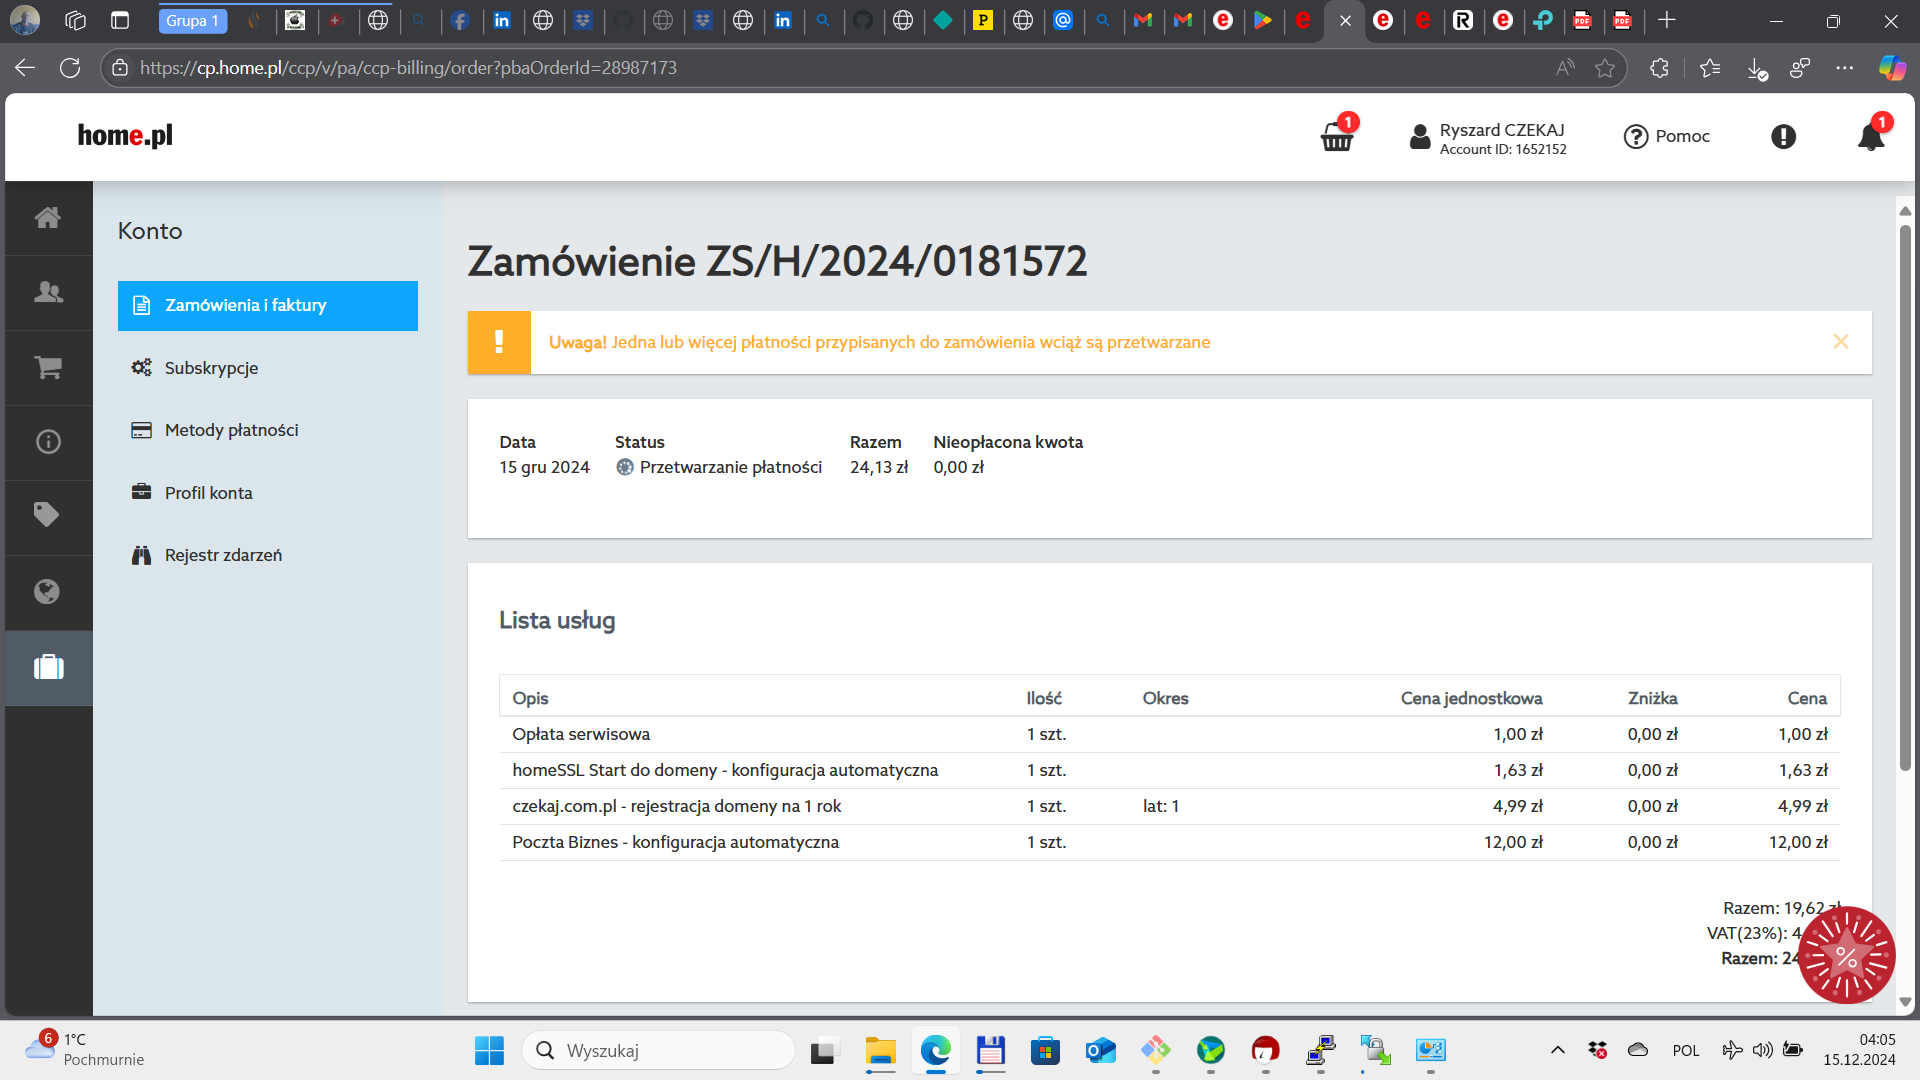 Grupa 1
https://cp.home.pl/ccp/v/pa/ccp-billing/order?pbaOrderId=28987173
home.pl
1
Ryszard CZEKAJ
Account ID: 1652152
Pomoc
1
Konto
Zamówienia i faktury
Subskrypcje
Metody płatności
Profil konta
Rejestr zdarzeń
Zamówienie ZS/H/2024/0181572
Uwaga! Jedna lub więcej płatności przypisanych do zamówienia wciąż są przetwarzane
Data Status Razem Nieopłacona kwota
15 gru 2024 Przetwarzanie płatności 24,13 zł 0,00 zł
Lista usług
Opis Ilość Okres Cena jednostkowa Zniżka Cena
Opłata serwisowa 1 szt. 1,00 zł 0,00 zł 1,00 zł
homeSSL Start do domeny - konfiguracja automatyczna 1 szt. 1,63 zł 0,00 zł 1,63 zł
czekaj.com.pl - rejestracja domeny na 1 rok 1 szt. lat: 1 4,99 zł 0,00 zł 4,99 zł
Poczta Biznes - konfiguracja automatyczna 1 szt. 12,00 zł 0,00 zł 12,00 zł
Razem: 19,62 zł
VAT(23%): 4
Razem: 24
%
6
1°C
Pochmurnie
Wyszukaj
POL
04:05
15.12.2024